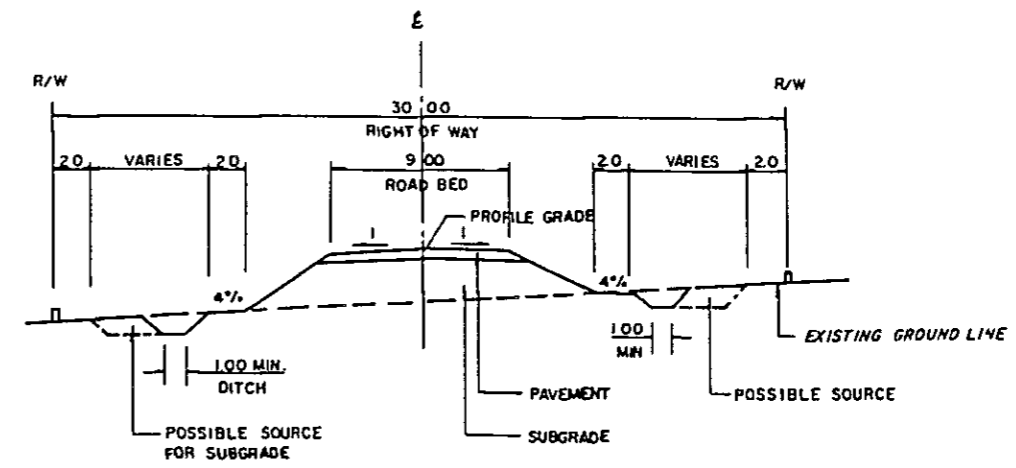 ℄
R/W R/W
30.00
RIGHT OF WAY
2.0 VARIES 2.0 9.00 2.0 VARIES 2.0
ROAD BED
PROFILE GRADE
1 1
4% 4%
1.00 MIN. DITCH
1.00 MIN
EXISTING GROUND LINE
PAVEMENT
POSSIBLE SOURCE
SUBGRADE
POSSIBLE SOURCE
FOR SUBGRADE